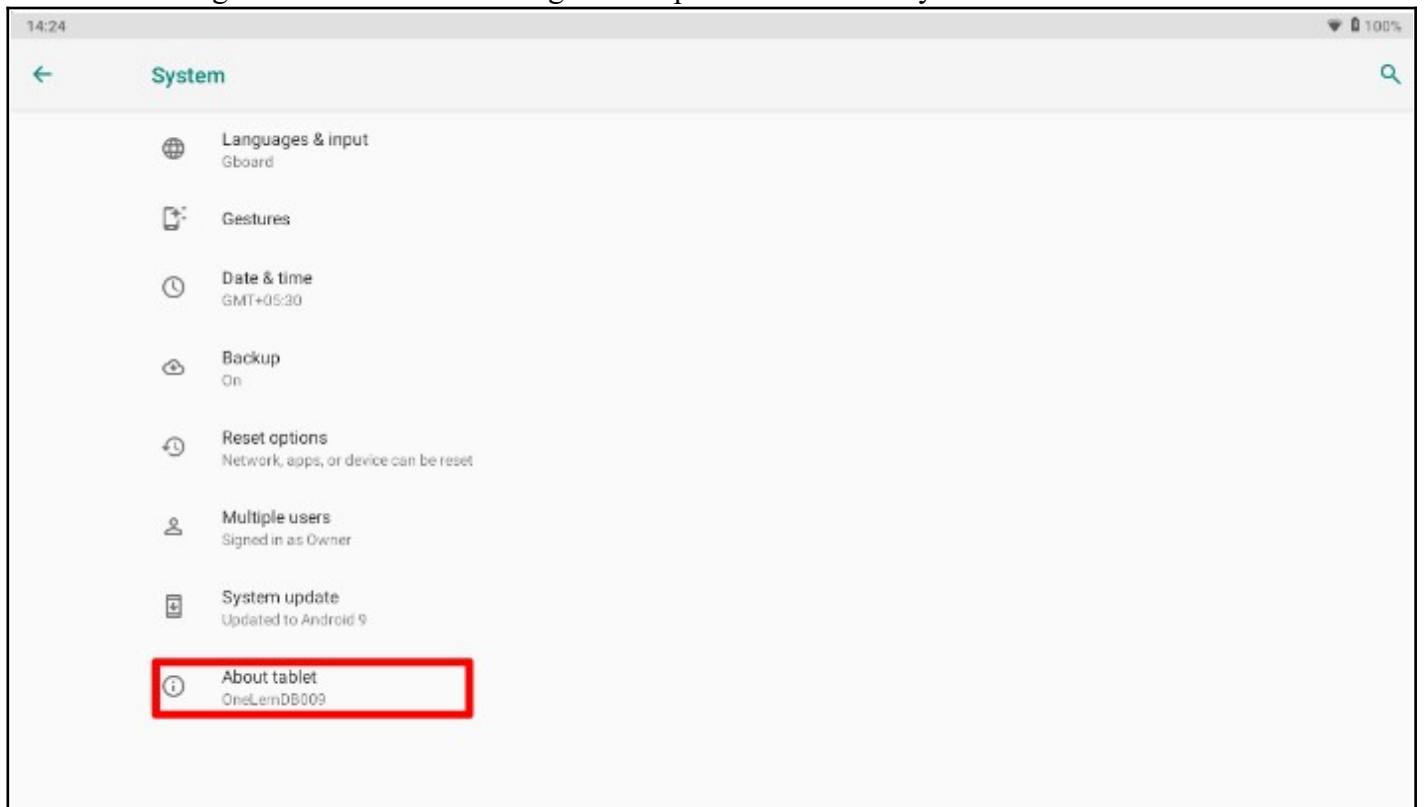 14:24
100%
System
Languages & input
Gboard
Gestures
Date & time
GMT+05:30
Backup
On
Reset options
Network, apps, or device can be reset
Multiple users
Signed in as Owner
System update
Updated to Android 9
About tablet
OneLernDB009